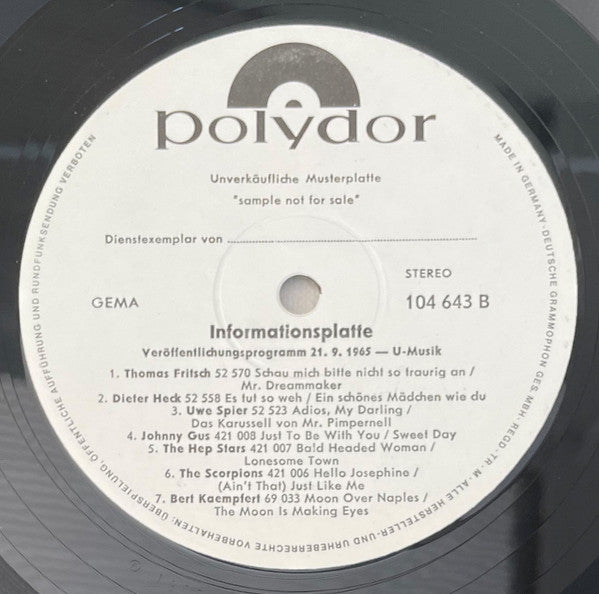 polydor
Unverkäufliche Musterplatte
"sample not for sale"
Dienstexemplar von
STEREO
GEMA
104 643 B
Informationsplatte
Veröffentlichungsprogramm 21. 9. 1965 — U-Musik
1. Thomas Fritsch 52 570 Schau mich bitte nicht so traurig an /
Mr. Dreammaker
2. Dieter Heck 52 558 Es tut so weh / Ein schönes Mädchen wie du
3. Uwe Spier 52 523 Adios, My Darling /
Das Karussell von Mr. Pimpernell
4. Johnny Gus 421 008 Just To Be With You / Sweet Day
5. The Hep Stars 421 007 Bald Headed Woman /
Lonesome Town
6. The Scorpions 421 006 Hello Josephine /
(Ain't That) Just Like Me
7. Bert Kaempfert 69 033 Moon Over Naples /
The Moon Is Making Eyes
MADE IN GERMANY · DEUTSCHE GRAMMOPHON GES·MBH · REGD·TR·M · ALLE HERSTELLER-UND URHEBERRECHTE VORBEHALTEN: ÜBERSPIELUNG, ÖFFENTLICHE AUFFÜHRUNG UND RUNDFUNKSENDUNG VERBOTEN